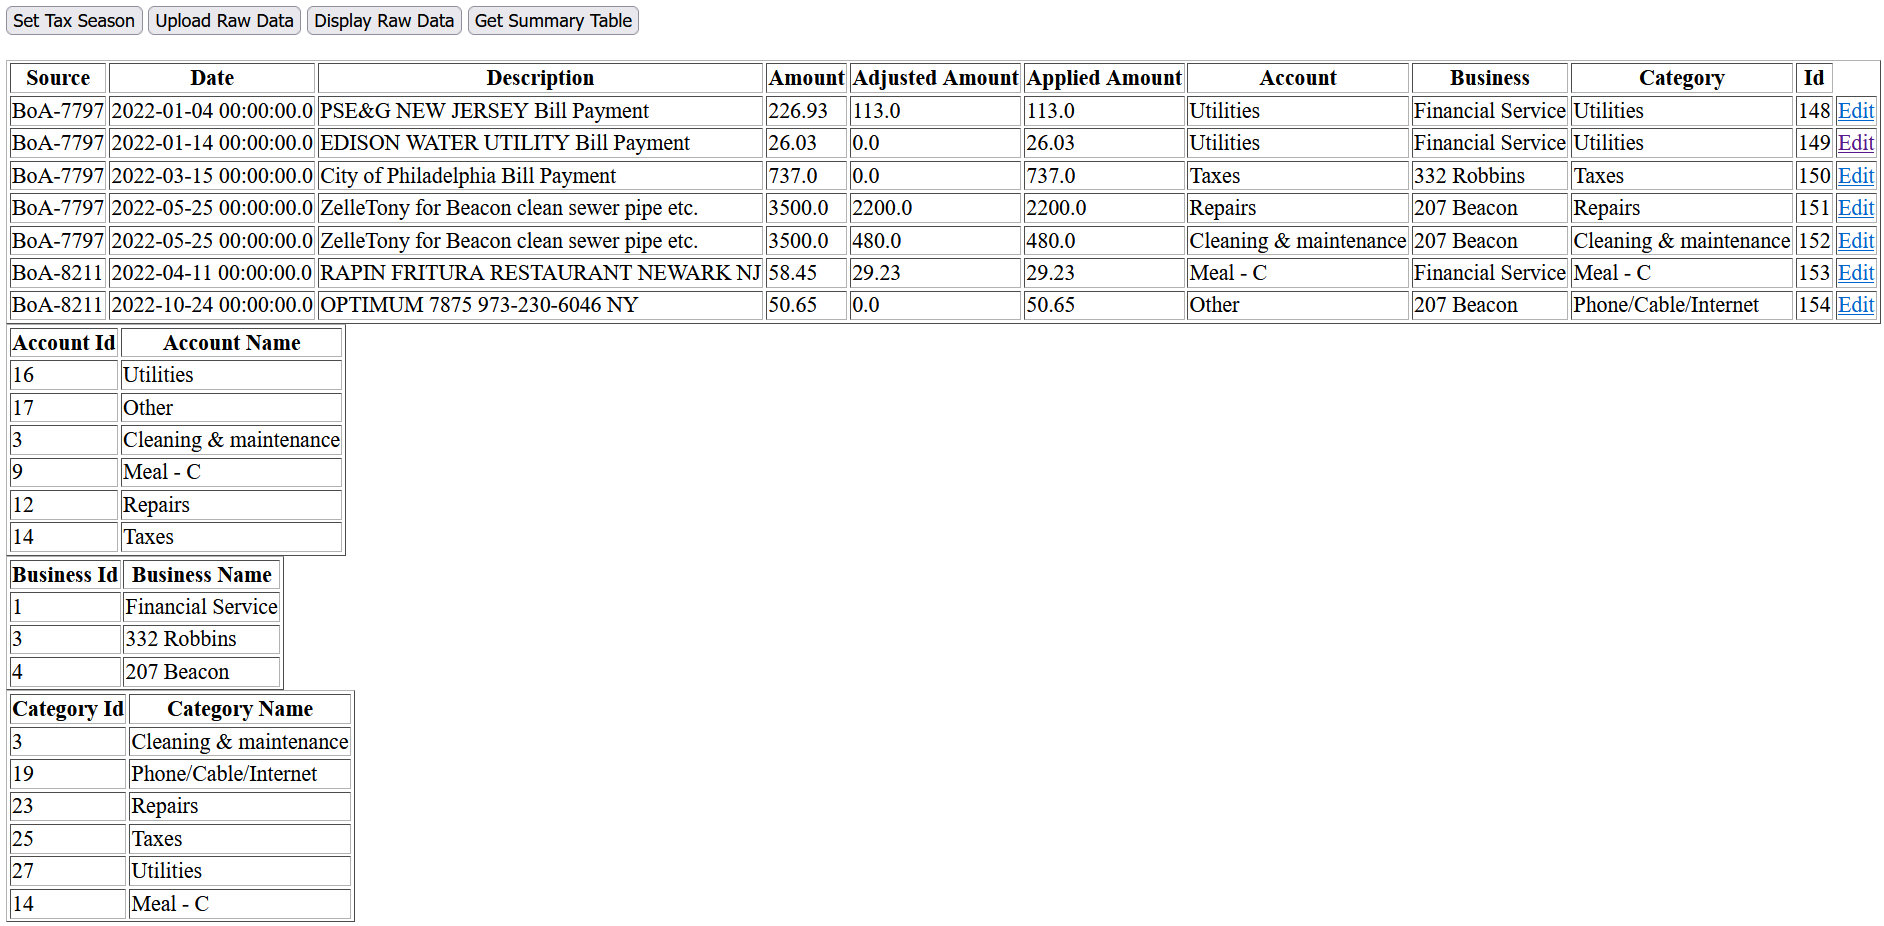 Set Tax Season Upload Raw Data Display Raw Data Get Summary Table
Source Date Description Amount Adjusted Amount Applied Amount Account Business Category Id
BoA-7797 2022-01-04 00:00:00.0 PSE&G NEW JERSEY Bill Payment 226.93 113.0 113.0 Utilities Financial Service Utilities 148 Edit
BoA-7797 2022-01-14 00:00:00.0 EDISON WATER UTILITY Bill Payment 26.03 0.0 26.03 Utilities Financial Service Utilities 149 Edit
BoA-7797 2022-03-15 00:00:00.0 City of Philadelphia Bill Payment 737.0 0.0 737.0 Taxes 332 Robbins Taxes 150 Edit
BoA-7797 2022-05-25 00:00:00.0 ZelleTony for Beacon clean sewer pipe etc. 3500.0 2200.0 2200.0 Repairs 207 Beacon Repairs 151 Edit
BoA-7797 2022-05-25 00:00:00.0 ZelleTony for Beacon clean sewer pipe etc. 3500.0 480.0 480.0 Cleaning & maintenance 207 Beacon Cleaning & maintenance 152 Edit
BoA-8211 2022-04-11 00:00:00.0 RAPIN FRITURA RESTAURANT NEWARK NJ 58.45 29.23 29.23 Meal - C Financial Service Meal - C 153 Edit
BoA-8211 2022-10-24 00:00:00.0 OPTIMUM 7875 973-230-6046 NY 50.65 0.0 50.65 Other 207 Beacon Phone/Cable/Internet 154 Edit
Account Id Account Name
16 Utilities
17 Other
3 Cleaning & maintenance
9 Meal - C
12 Repairs
14 Taxes
Business Id Business Name
1 Financial Service
3 332 Robbins
4 207 Beacon
Category Id Category Name
3 Cleaning & maintenance
19 Phone/Cable/Internet
23 Repairs
25 Taxes
27 Utilities
14 Meal - C